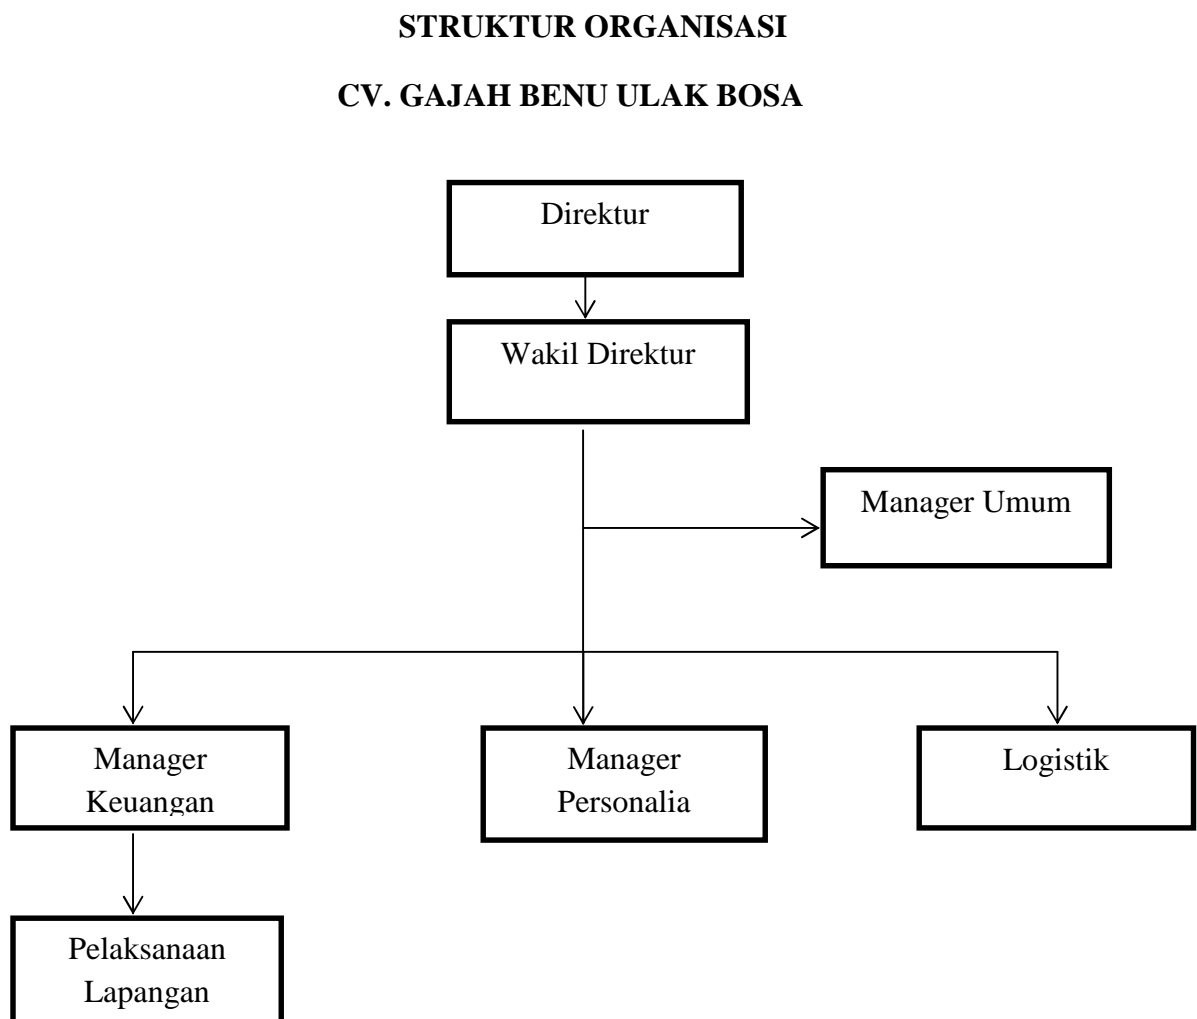 STRUKTUR ORGANISASI
CV. GAJAH BENU ULAK BOSA
Direktur
Wakil Direktur
Manager Umum
Manager
Keuangan
Manager
Personalia
Logistik
Pelaksanaan
Lapangan